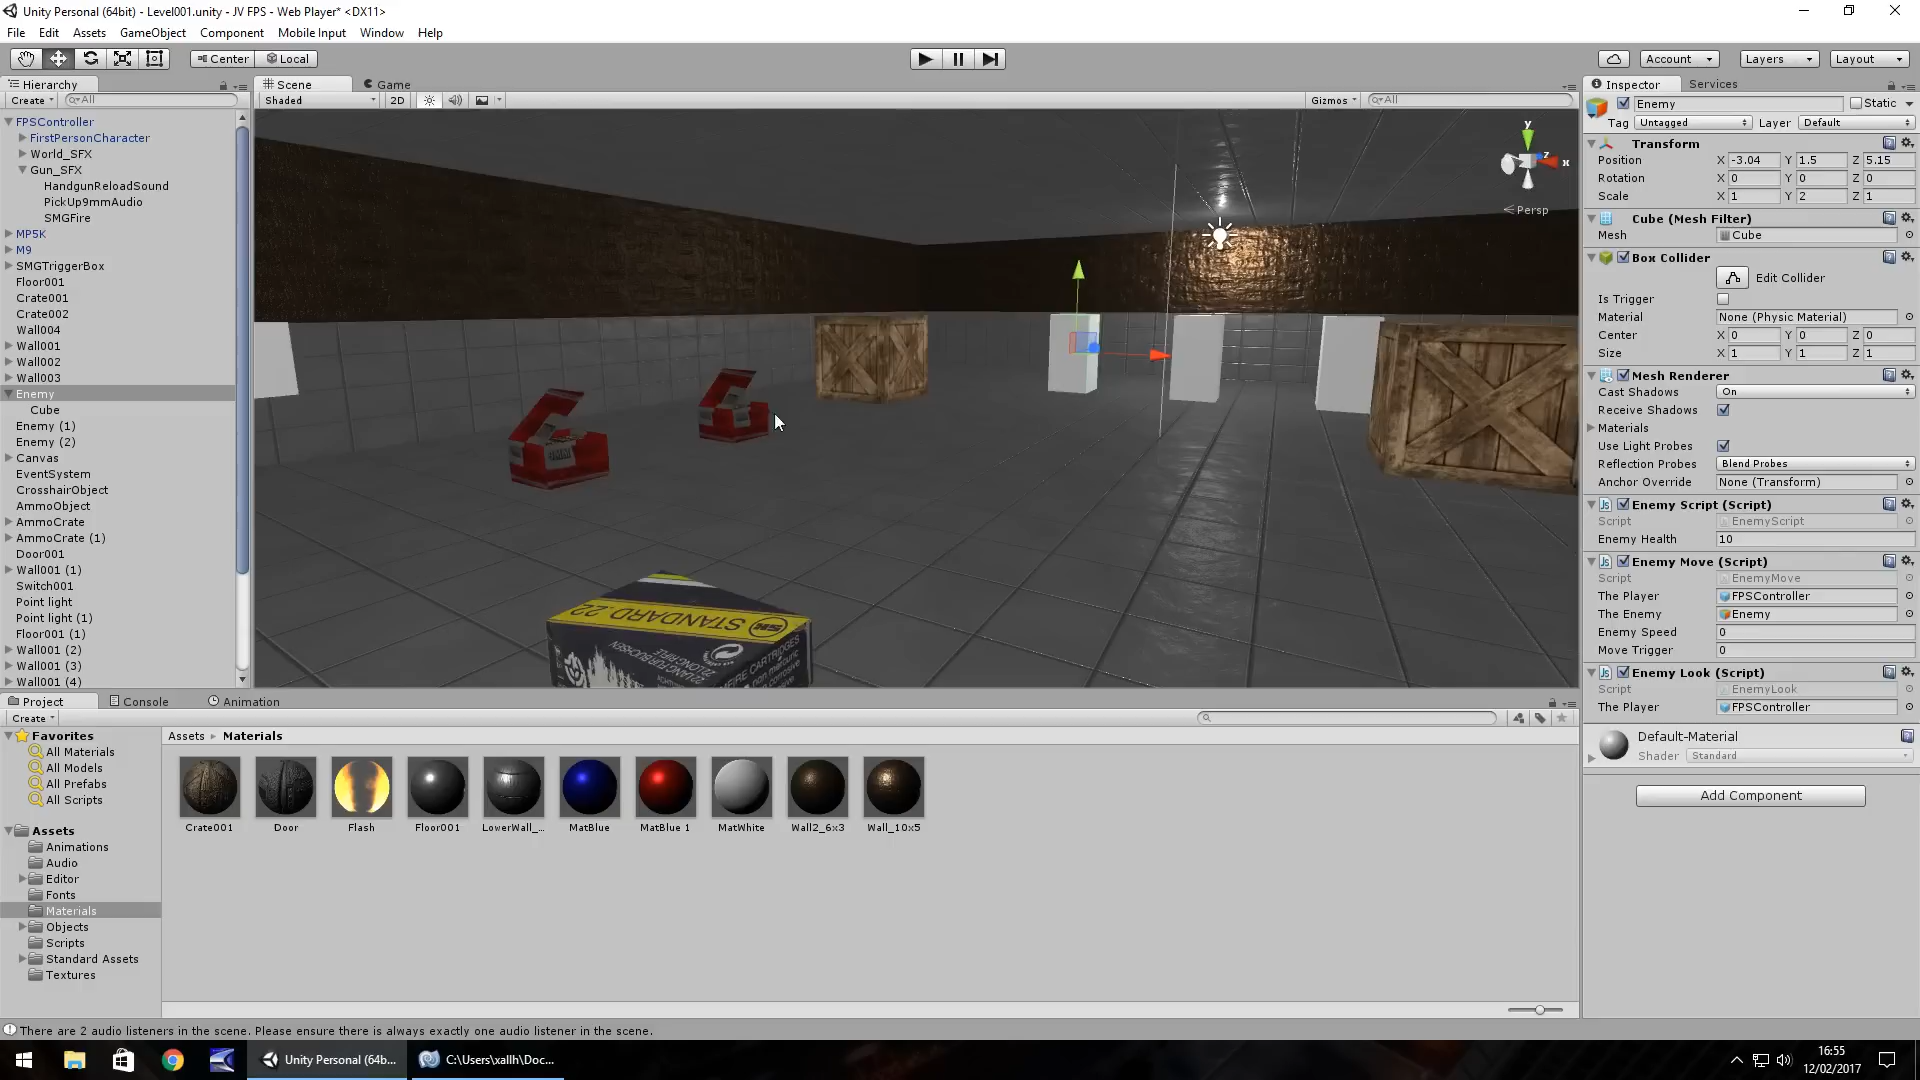 Unity Personal (64bit) - Level001.unity - JV FPS - Web Player* <DX11>
File Edit Assets GameObject Component Mobile Input Window Help
Center Local Account Layers Layout
Hierarchy
Create All
FPSController
FirstPersonCharacter
World_SFX
Gun_SFX
HandgunReloadSound
PickUp9mmAudio
SMGFire
MP5K
M9
SMGTriggerBox
Floor001
Crate001
Crate002
Wall004
Wall001
Wall002
Wall003
Enemy
Cube
Enemy (1)
Enemy (2)
Canvas
EventSystem
CrosshairObject
AmmoObject
AmmoCrate
AmmoCrate (1)
Door001
Wall001 (1)
Switch001
Point light
Point light (1)
Floor001 (1)
Wall001 (2)
Wall001 (3)
Wall001 (4)
Scene Game
Shaded 2D Gizmos All
y
z
x
Persp
STANDARD .22
Inspector Services
Enemy Static
Tag Untagged Layer Default
Transform
Position X -3.04 Y 1.5 Z 5.15
Rotation X 0 Y 0 Z 0
Scale X 1 Y 2 Z 1
Cube (Mesh Filter)
Mesh Cube
Box Collider
Edit Collider
Is Trigger
Material None (Physic Material)
Center X 0 Y 0 Z 0
Size X 1 Y 1 Z 1
Mesh Renderer
Cast Shadows On
Receive Shadows
Materials
Use Light Probes
Reflection Probes Blend Probes
Anchor Override None (Transform)
Enemy Script (Script)
Script EnemyScript
Enemy Health 10
Enemy Move (Script)
Script EnemyMove
The Player FPSController
The Enemy Enemy
Enemy Speed 0
Move Trigger 0
Enemy Look (Script)
Script EnemyLook
The Player FPSController
Default-Material
Shader Standard
Add Component
Project Console Animation
Create
Favorites
All Materials
All Models
All Prefabs
All Scripts
Assets
Animations
Audio
Editor
Fonts
Materials
Objects
Scripts
Standard Assets
Textures
Assets Materials
Crate001 Door Flash Floor001 LowerWall_... MatBlue MatBlue 1 MatWhite Wall2_6x3 Wall_10x5
There are 2 audio listeners in the scene. Please ensure there is always exactly one audio listener in the scene.
Unity Personal (64b... C:\Users\xallh\Doc...
16:55
12/02/2017